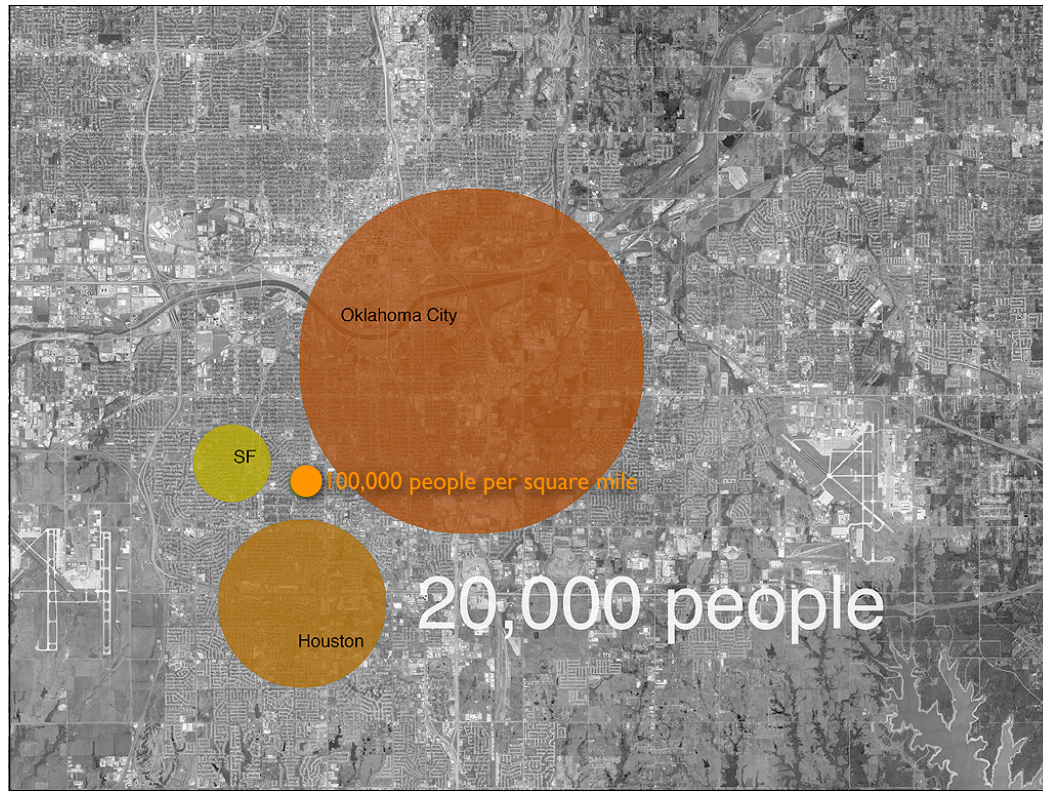 Oklahoma City
SF
100,000 people per square mile
20,000 people
Houston